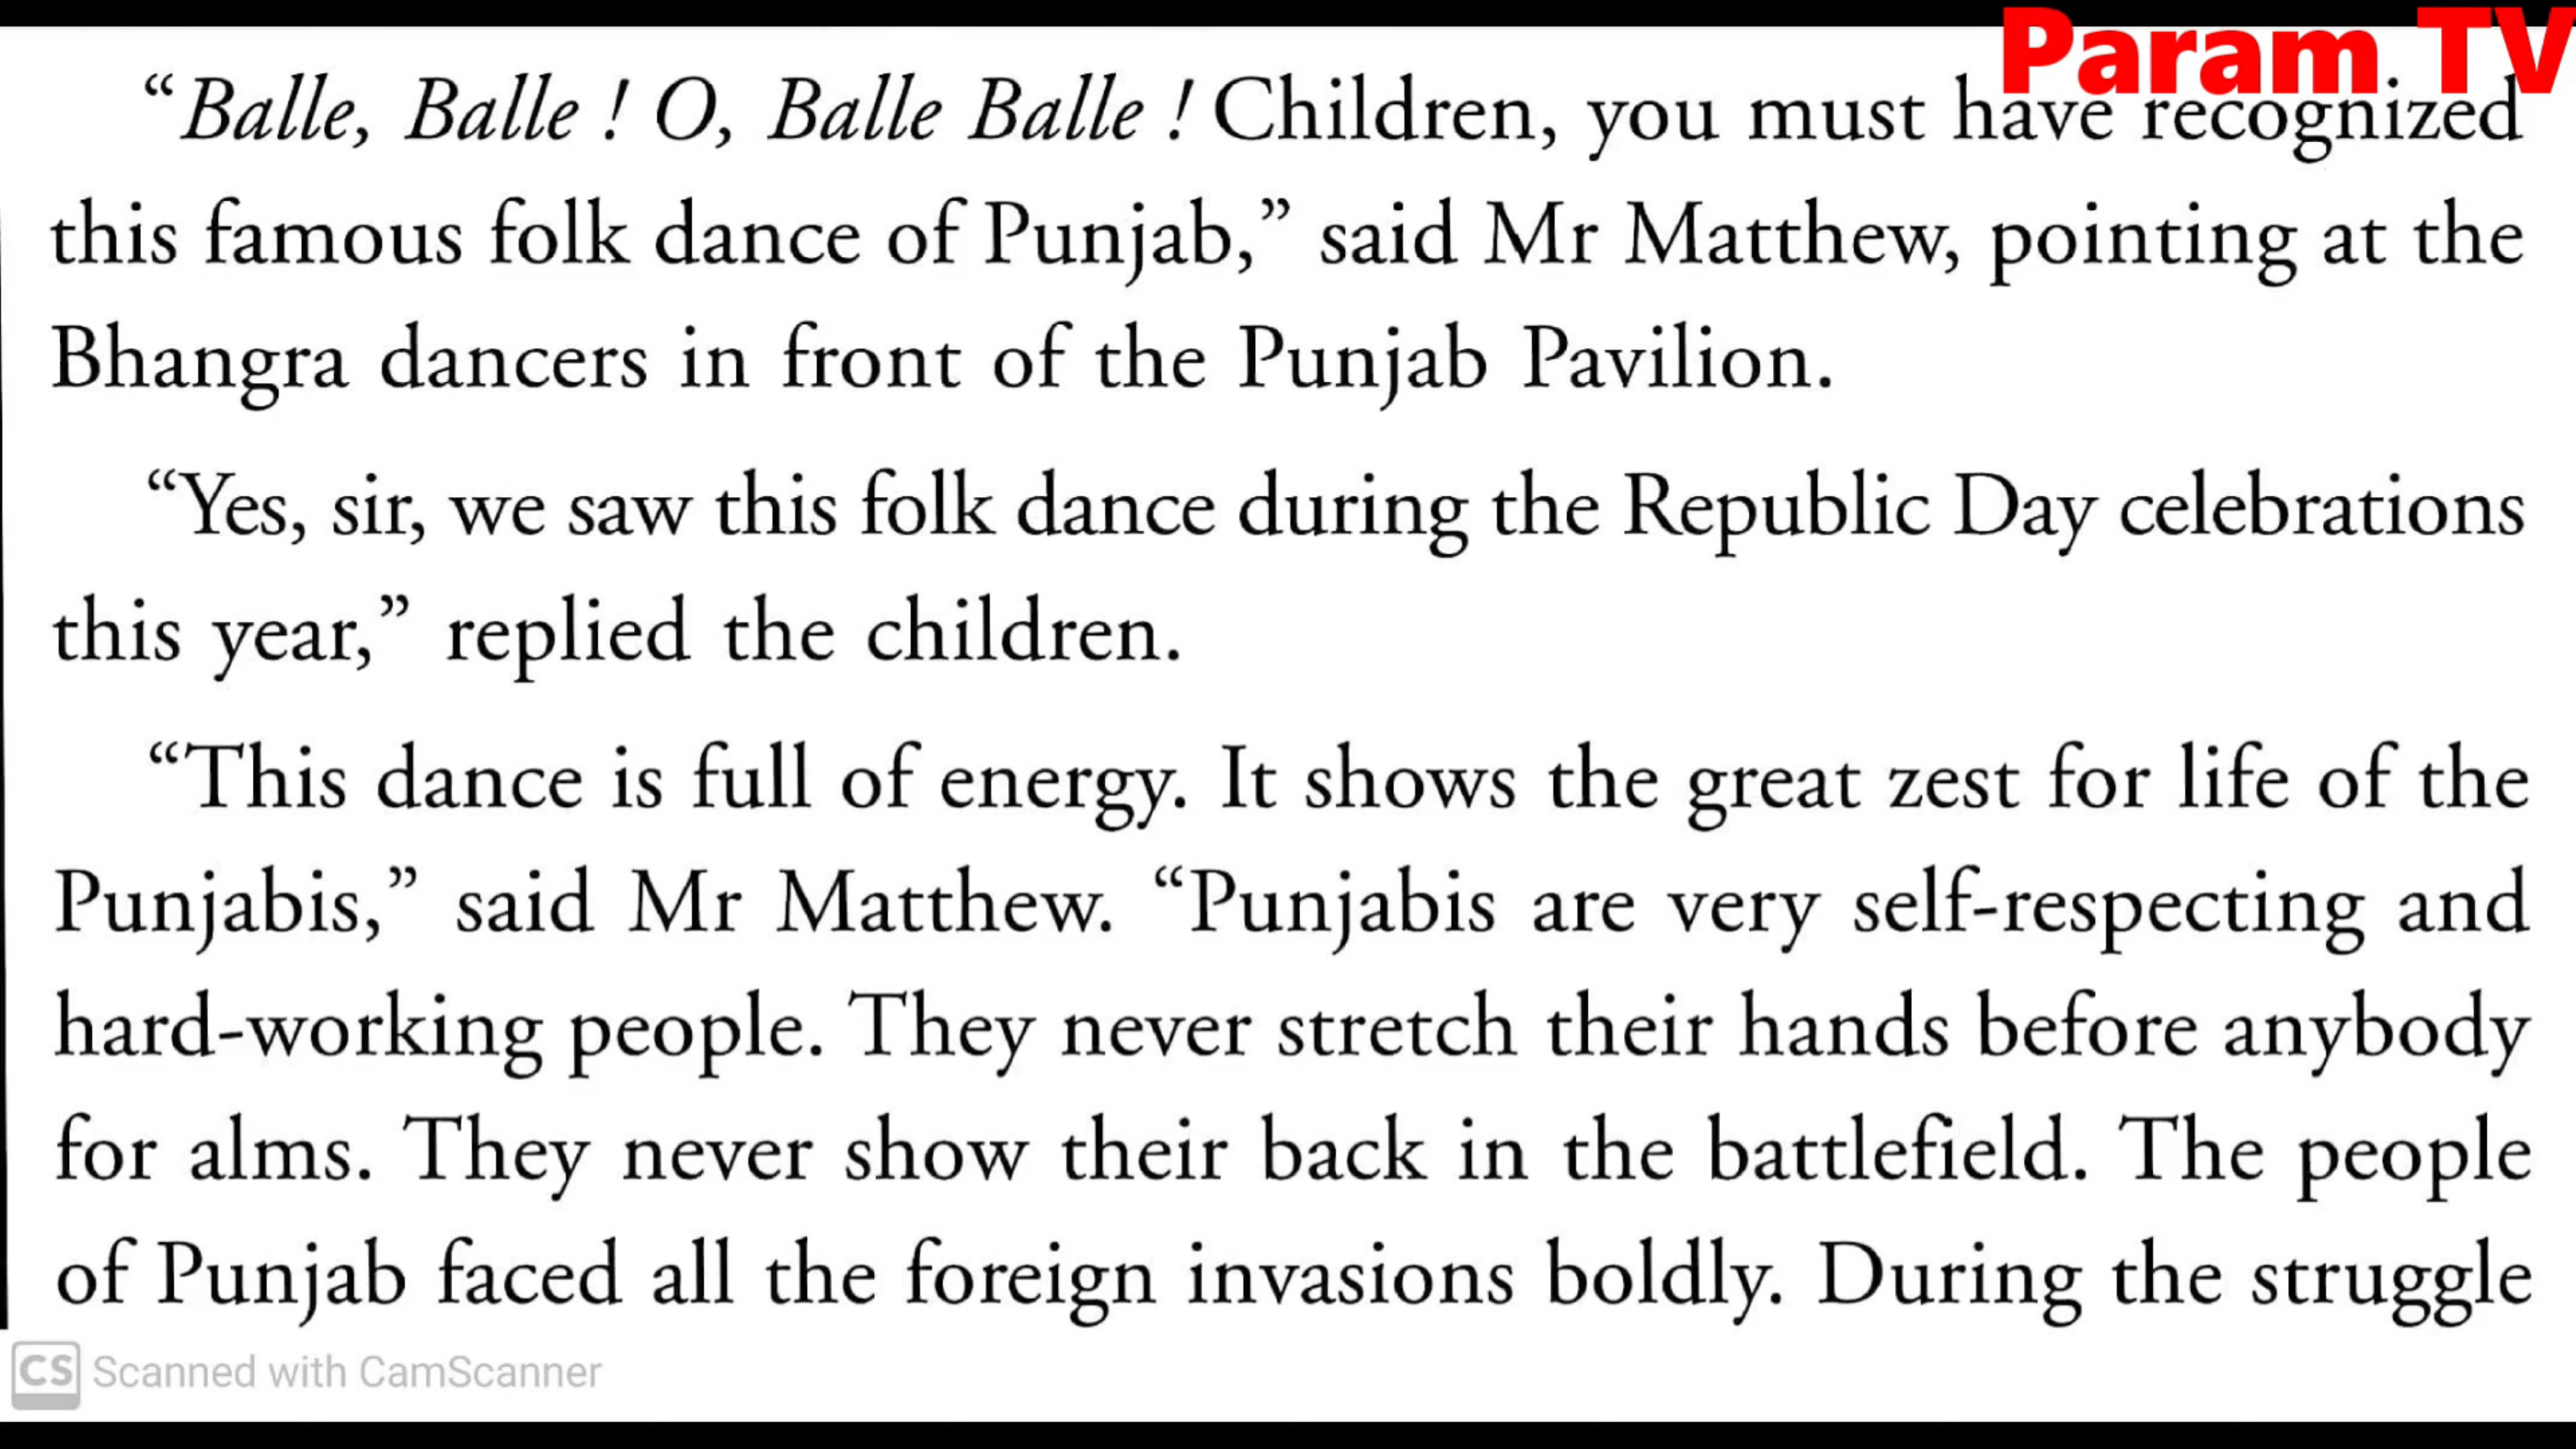 Param TV
“Balle, Balle ! O, Balle Balle ! Children, you must have recognized
this famous folk dance of Punjab,” said Mr Matthew, pointing at the
Bhangra dancers in front of the Punjab Pavilion.
“Yes, sir, we saw this folk dance during the Republic Day celebrations
this year,” replied the children.
“This dance is full of energy. It shows the great zest for life of the
Punjabis,” said Mr Matthew. “Punjabis are very self-respecting and
hard-working people. They never stretch their hands before anybody
for alms. They never show their back in the battlefield. The people
of Punjab faced all the foreign invasions boldly. During the struggle
CS Scanned with CamScanner